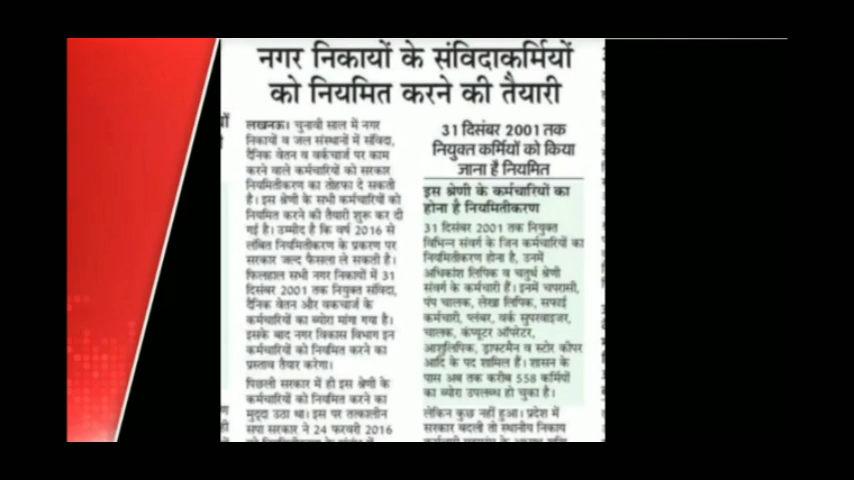 नगर निकायों के संविदाकर्मियों
को नियमित करने की तैयारी
लखनऊ। चुनावी साल में नगर
निकायों व जल संस्थानों में संविदा,
दैनिक वेतन व वर्कचार्ज पर काम
करने वाले कर्मचारियों को सरकार
नियमितीकरण का तोहफा दे सकती
है। इस श्रेणी के सभी कर्मचारियों को
नियमित करने की तैयारी शुरू कर दी
गई है। उम्मीद है कि वर्ष 2016 से
लंबित नियमितीकरण के प्रकरण पर
सरकार जल्द फैसला ले सकती है।
फिलहाल सभी नगर निकायों में 31
दिसंबर 2001 तक नियुक्त संविदा,
दैनिक वेतन और वर्कचार्ज के
कर्मचारियों का ब्योरा मांगा गया है।
इसके बाद नगर विकास विभाग इन
कर्मचारियों को नियमित करने का
प्रस्ताव तैयार करेगा।
पिछली सरकार में ही इस श्रेणी के
कर्मचारियों को नियमित करने का
मुद्दा उठा था। इस पर तत्कालीन
सपा सरकार ने 24 फरवरी 2016
31 दिसंबर 2001 तक
नियुक्त कर्मियों को किया
जाना है नियमित
इस श्रेणी के कर्मचारियों का
होना है नियमितीकरण
31 दिसंबर 2001 तक नियुक्त
विभिन्न संवर्ग के जिन कर्मचारियों का
नियमितीकरण होना है, उनमें
अधिकांश लिपिक व चतुर्थ श्रेणी
संवर्ग के कर्मचारी हैं। इनमें चपरासी,
पंप चालक, लेखा लिपिक, सफाई
कर्मचारी, प्लंबर, वर्क सुपरवाइजर,
चालक, कंप्यूटर ऑपरेटर,
आशुलिपिक, ड्राफ्टमैन व स्टोर कीपर
आदि के पद शामिल हैं। शासन के
पास अब तक करीब 558 कर्मियों
का ब्योरा उपलब्ध हो चुका है।
लेकिन कुछ नहीं हुआ। प्रदेश में
सरकार बदली तो स्थानीय निकाय